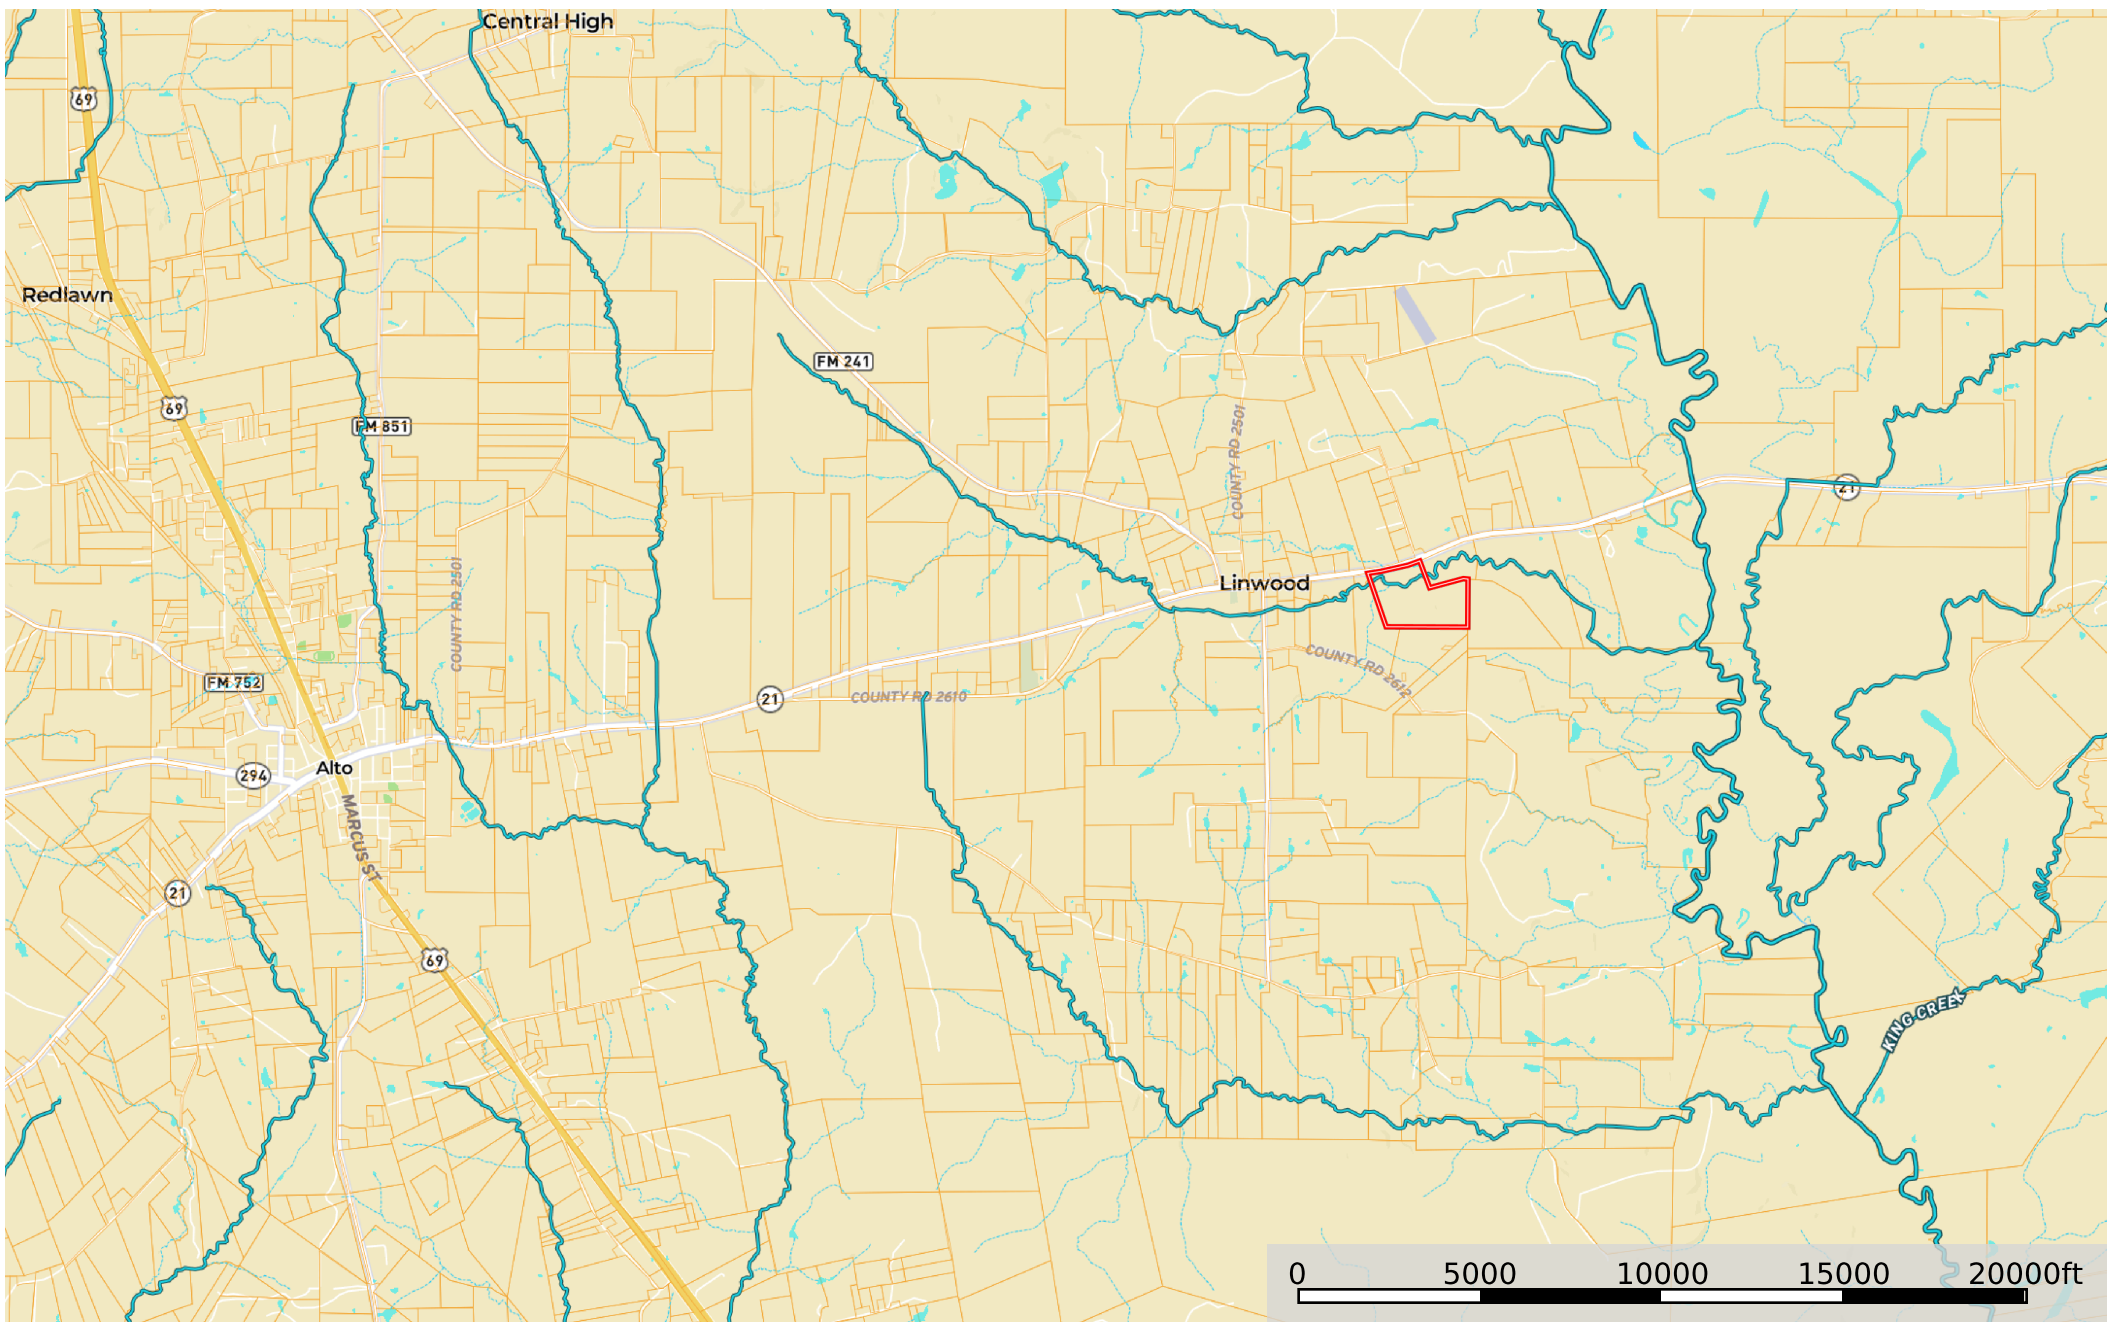 Central High
69
Redlawn
FM 241
69
FM 851
COUNTY RD 2501
21
COUNTY RD 2501
Linwood
COUNTY RD 2612
FM 752
21
COUNTY RD 2610
Alto
294
MARCUS ST
21
69
KING CREEK
0 5000 10000 15000 20000ft